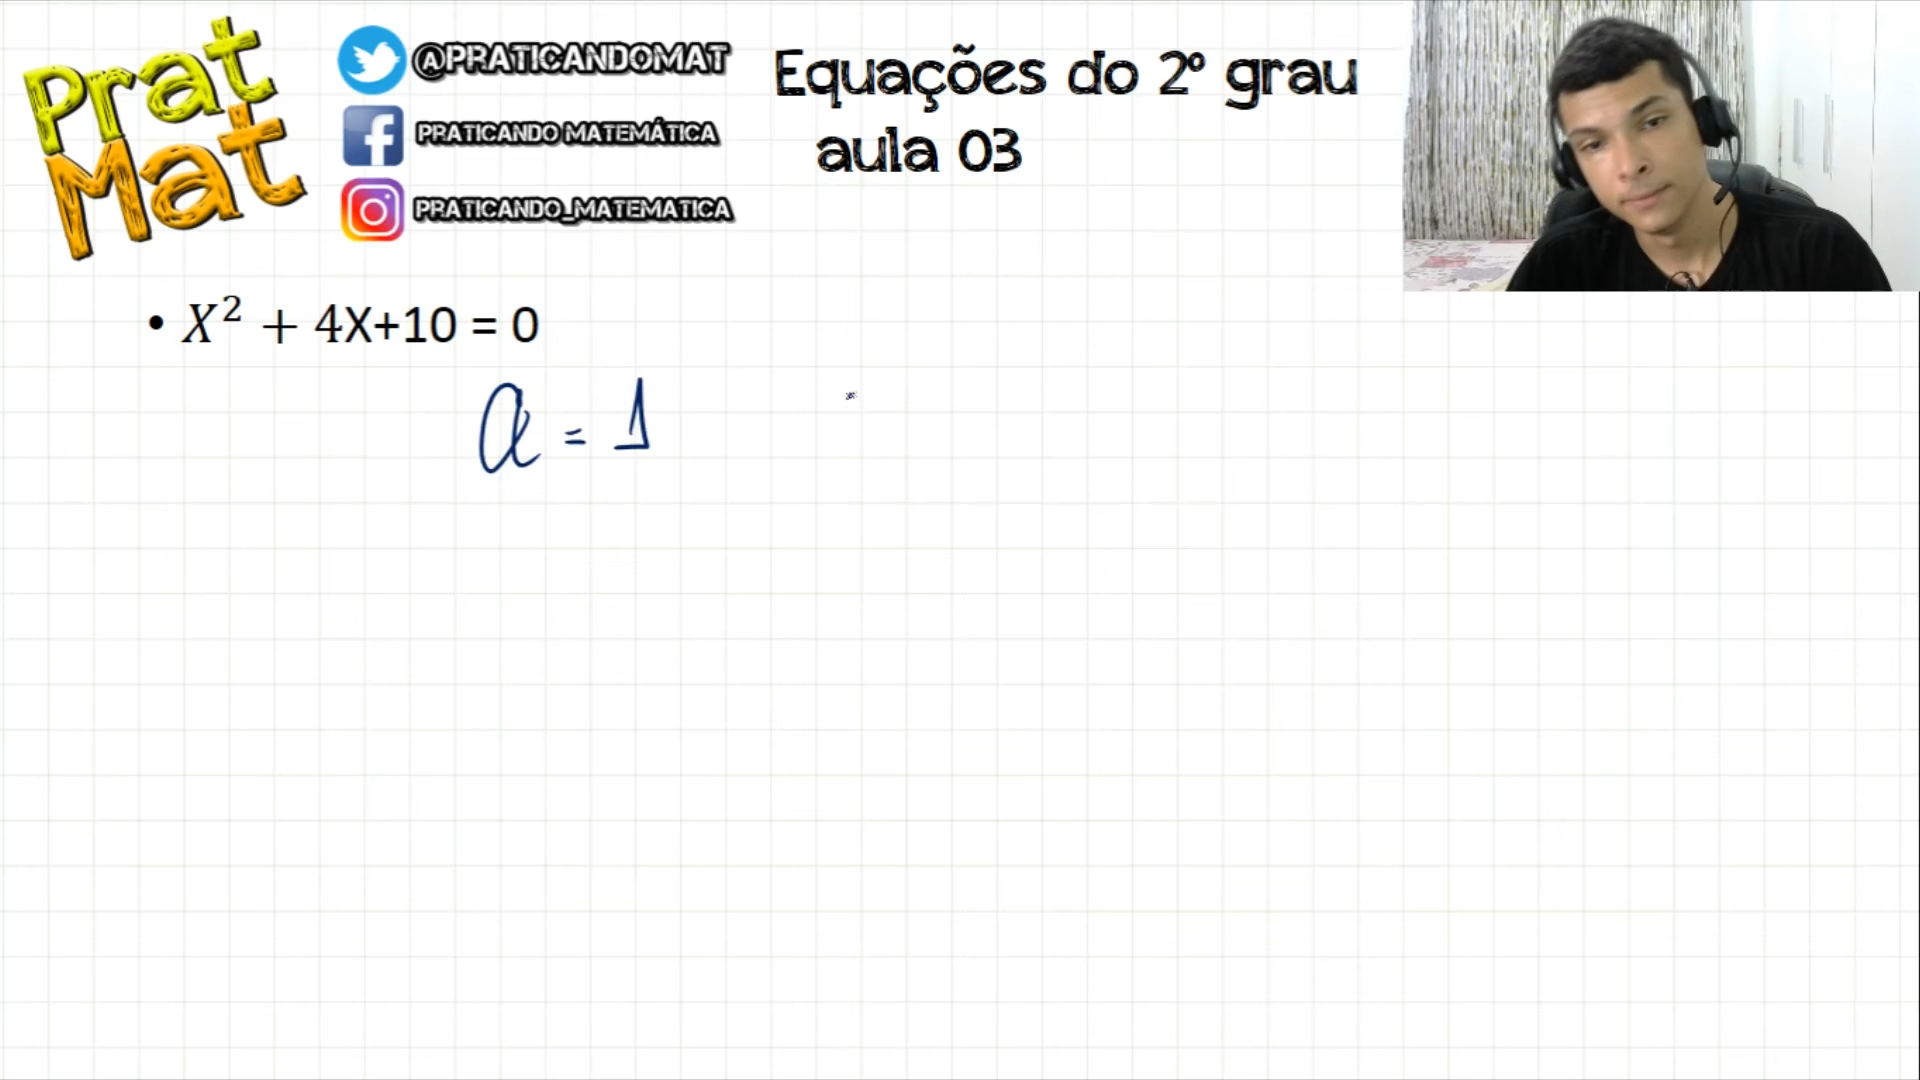 Prat
Mat
@PRATICANDOMAT
PRATICANDO MATEMÁTICA
PRATICANDO_MATEMATICA
Equações do 2º grau
aula 03
• X² + 4X+10 = 0
a = 1